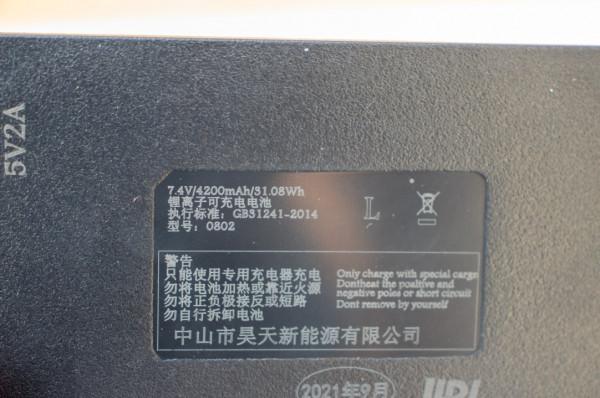 5V2A
7.4V/4200mAh/31.08Wh
锂离子可充电电池
执行标准: GB31241-2014
型号: 0802
L
警告
只能使用专用充电器充电
勿将电池加热或靠近火源
勿将正负极接反或短路
勿自行拆卸电池
Only charge with special carge
Dontheat the positive and
negative poles or short circuit
Dont remove by yourself
中山市昊天新能源有限公司
2021年9月